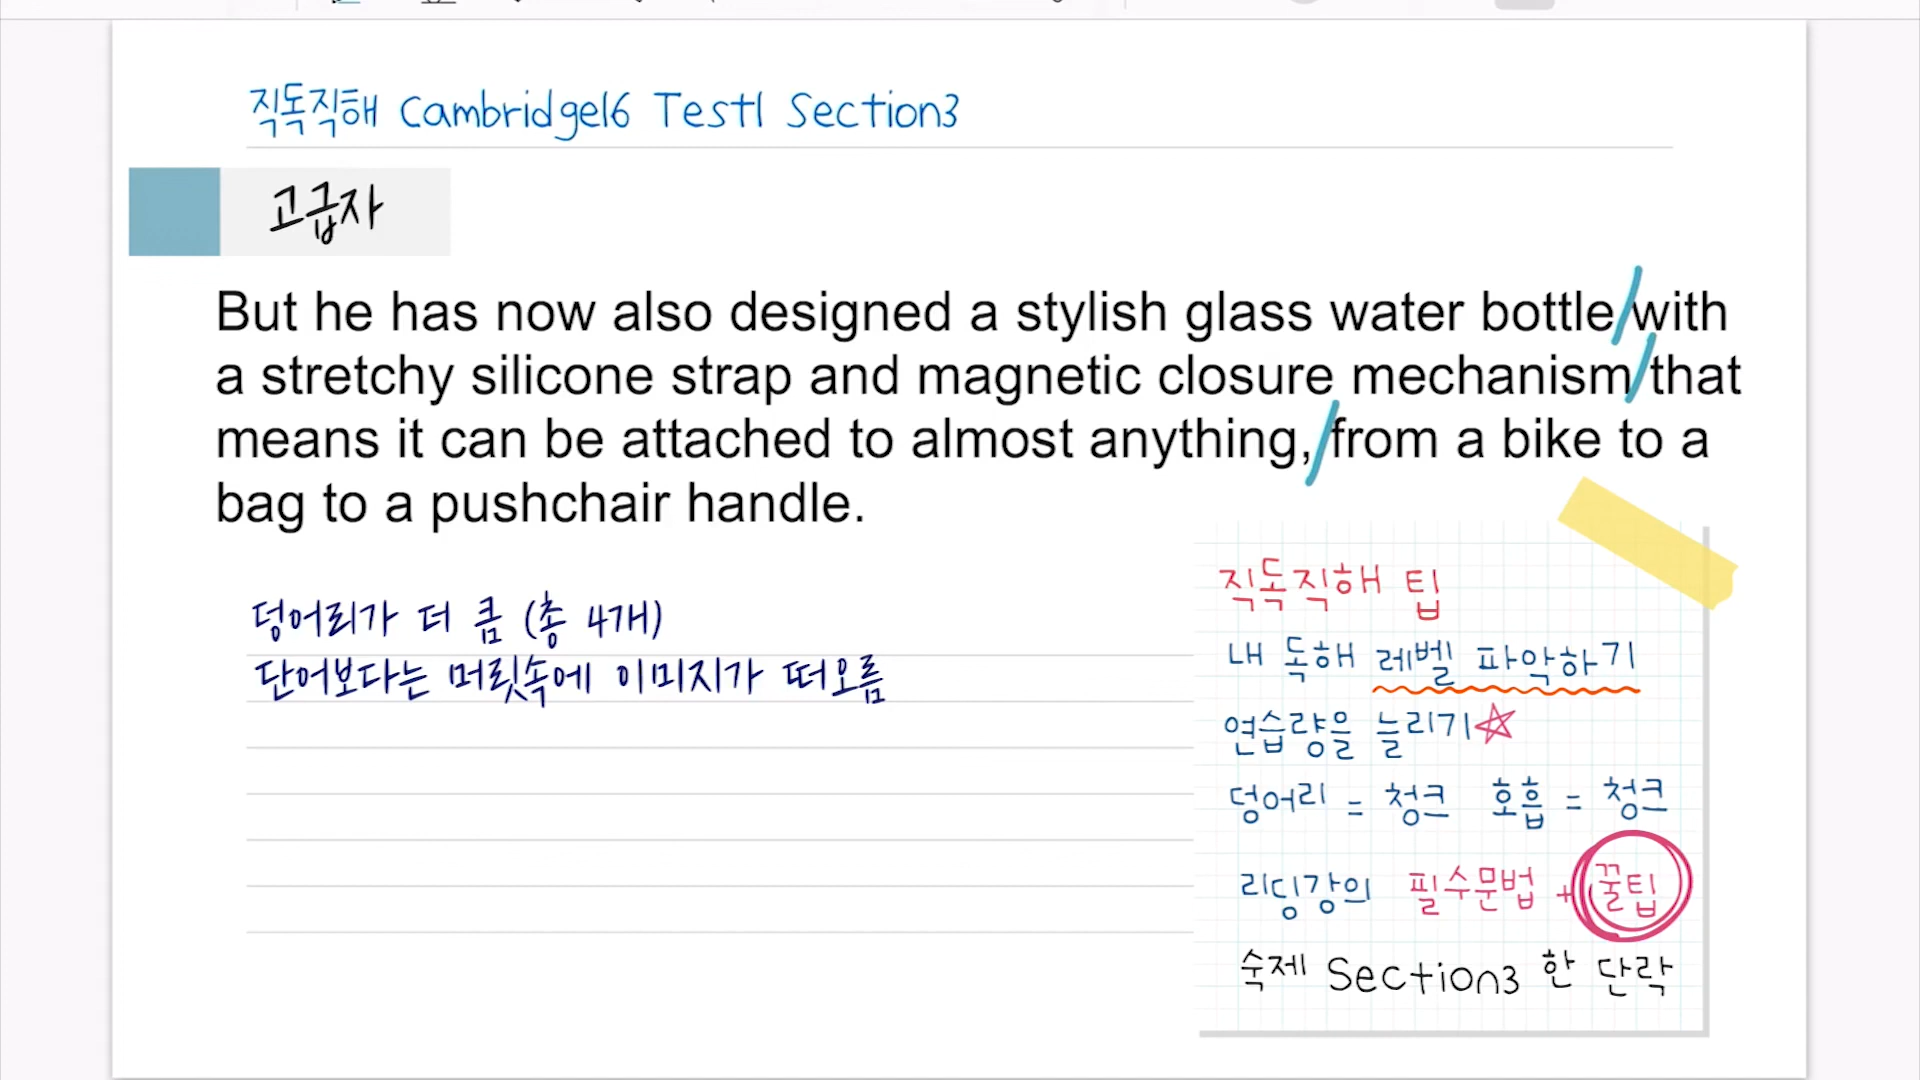 직독직해 Cambridge16 Test1 Section3
고급자
But he has now also designed a stylish glass water bottle/with
a stretchy silicone strap and magnetic closure mechanism/that
means it can be attached to almost anything,/from a bike to a
bag to a pushchair handle.
덩어리가 더 큼 (총 4개)
단어보다는 머릿속에 이미지가 떠오름
직독직해 팁
내 독해 레벨 파악하기
연습량을 늘리기☆
덩어리 = 청크 호흡 = 청크
리딩강의 필수문법 + 꿀팁
숙제 Section3 한 단락